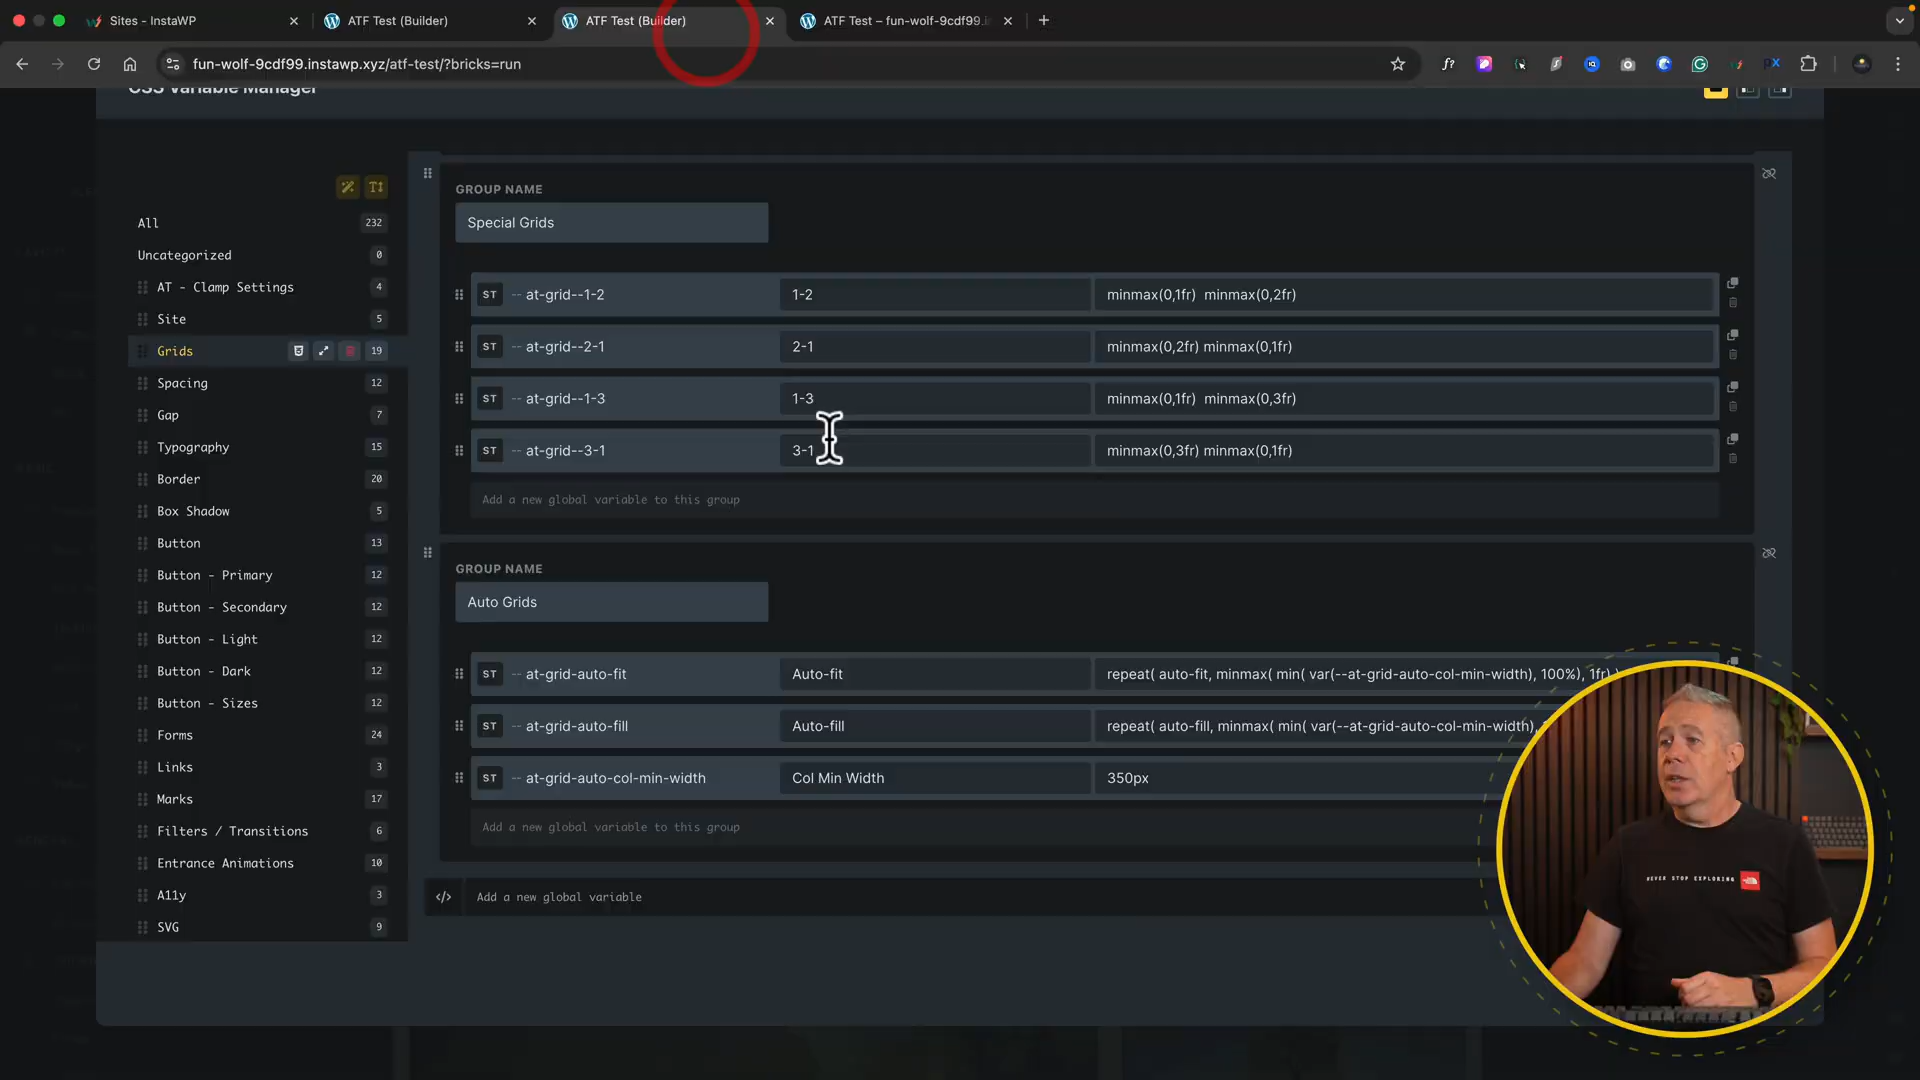 Sites - InstaWP
ATF Test (Builder)
ATF Test (Builder)
ATF Test – fun-wolf-9cdf99.in
fun-wolf-9cdf99.instawp.xyz/atf-test/?bricks=run
CSS Variable Manager
All 232
Uncategorized 0
AT - Clamp Settings 4
Site 5
Grids 19
Spacing 12
Gap 7
Typography 15
Border 20
Box Shadow 5
Button 13
Button - Primary 12
Button - Secondary 12
Button - Light 12
Button - Dark 12
Button - Sizes 12
Forms 24
Links 3
Marks 17
Filters / Transitions 6
Entrance Animations 10
A11y 3
SVG 9
GROUP NAME
Special Grids
ST -- at-grid--1-2 1-2 minmax(0,1fr) minmax(0,2fr)
ST -- at-grid--2-1 2-1 minmax(0,2fr) minmax(0,1fr)
ST -- at-grid--1-3 1-3 minmax(0,1fr) minmax(0,3fr)
ST -- at-grid--3-1 3-1 minmax(0,3fr) minmax(0,1fr)
Add a new global variable to this group
GROUP NAME
Auto Grids
ST -- at-grid-auto-fit Auto-fit repeat( auto-fit, minmax( min( var(--at-grid-auto-col-min-width), 100%), 1fr) )
ST -- at-grid-auto-fill Auto-fill repeat( auto-fill, minmax( min( var(--at-grid-auto-col-min-width),
ST -- at-grid-auto-col-min-width Col Min Width 350px
Add a new global variable to this group
</> Add a new global variable
NEVER STOP EXPLORING